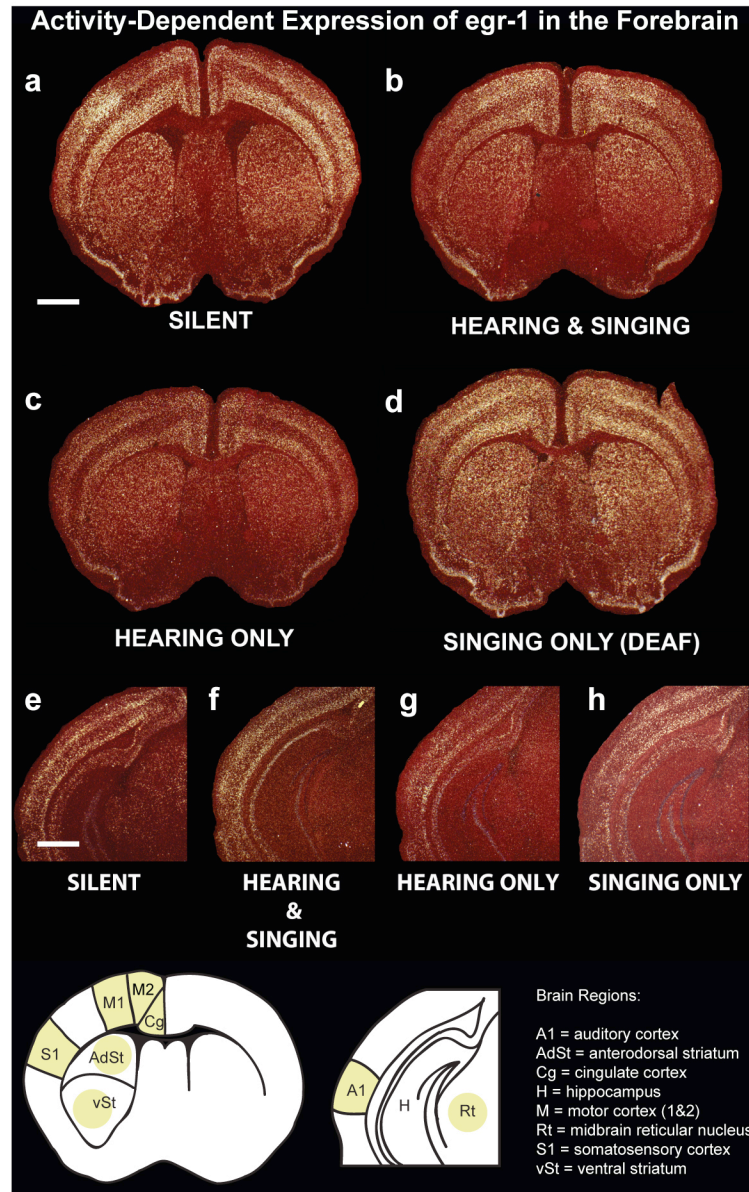 Activity-Dependent Expression of egr-1 in the Forebrain
a
b
SILENT
HEARING & SINGING
c
d
HEARING ONLY
SINGING ONLY (DEAF)
e
f
g
h
SILENT
HEARING
&
SINGING
HEARING ONLY
SINGING ONLY
M1
M2
Cg
S1
AdSt
vSt
A1
H
Rt
Brain Regions:
A1 = auditory cortex
AdSt = anterodorsal striatum
Cg = cingulate cortex
H = hippocampus
M = motor cortex (1&2)
Rt = midbrain reticular nucleus
S1 = somatosensory cortex
vSt = ventral striatum